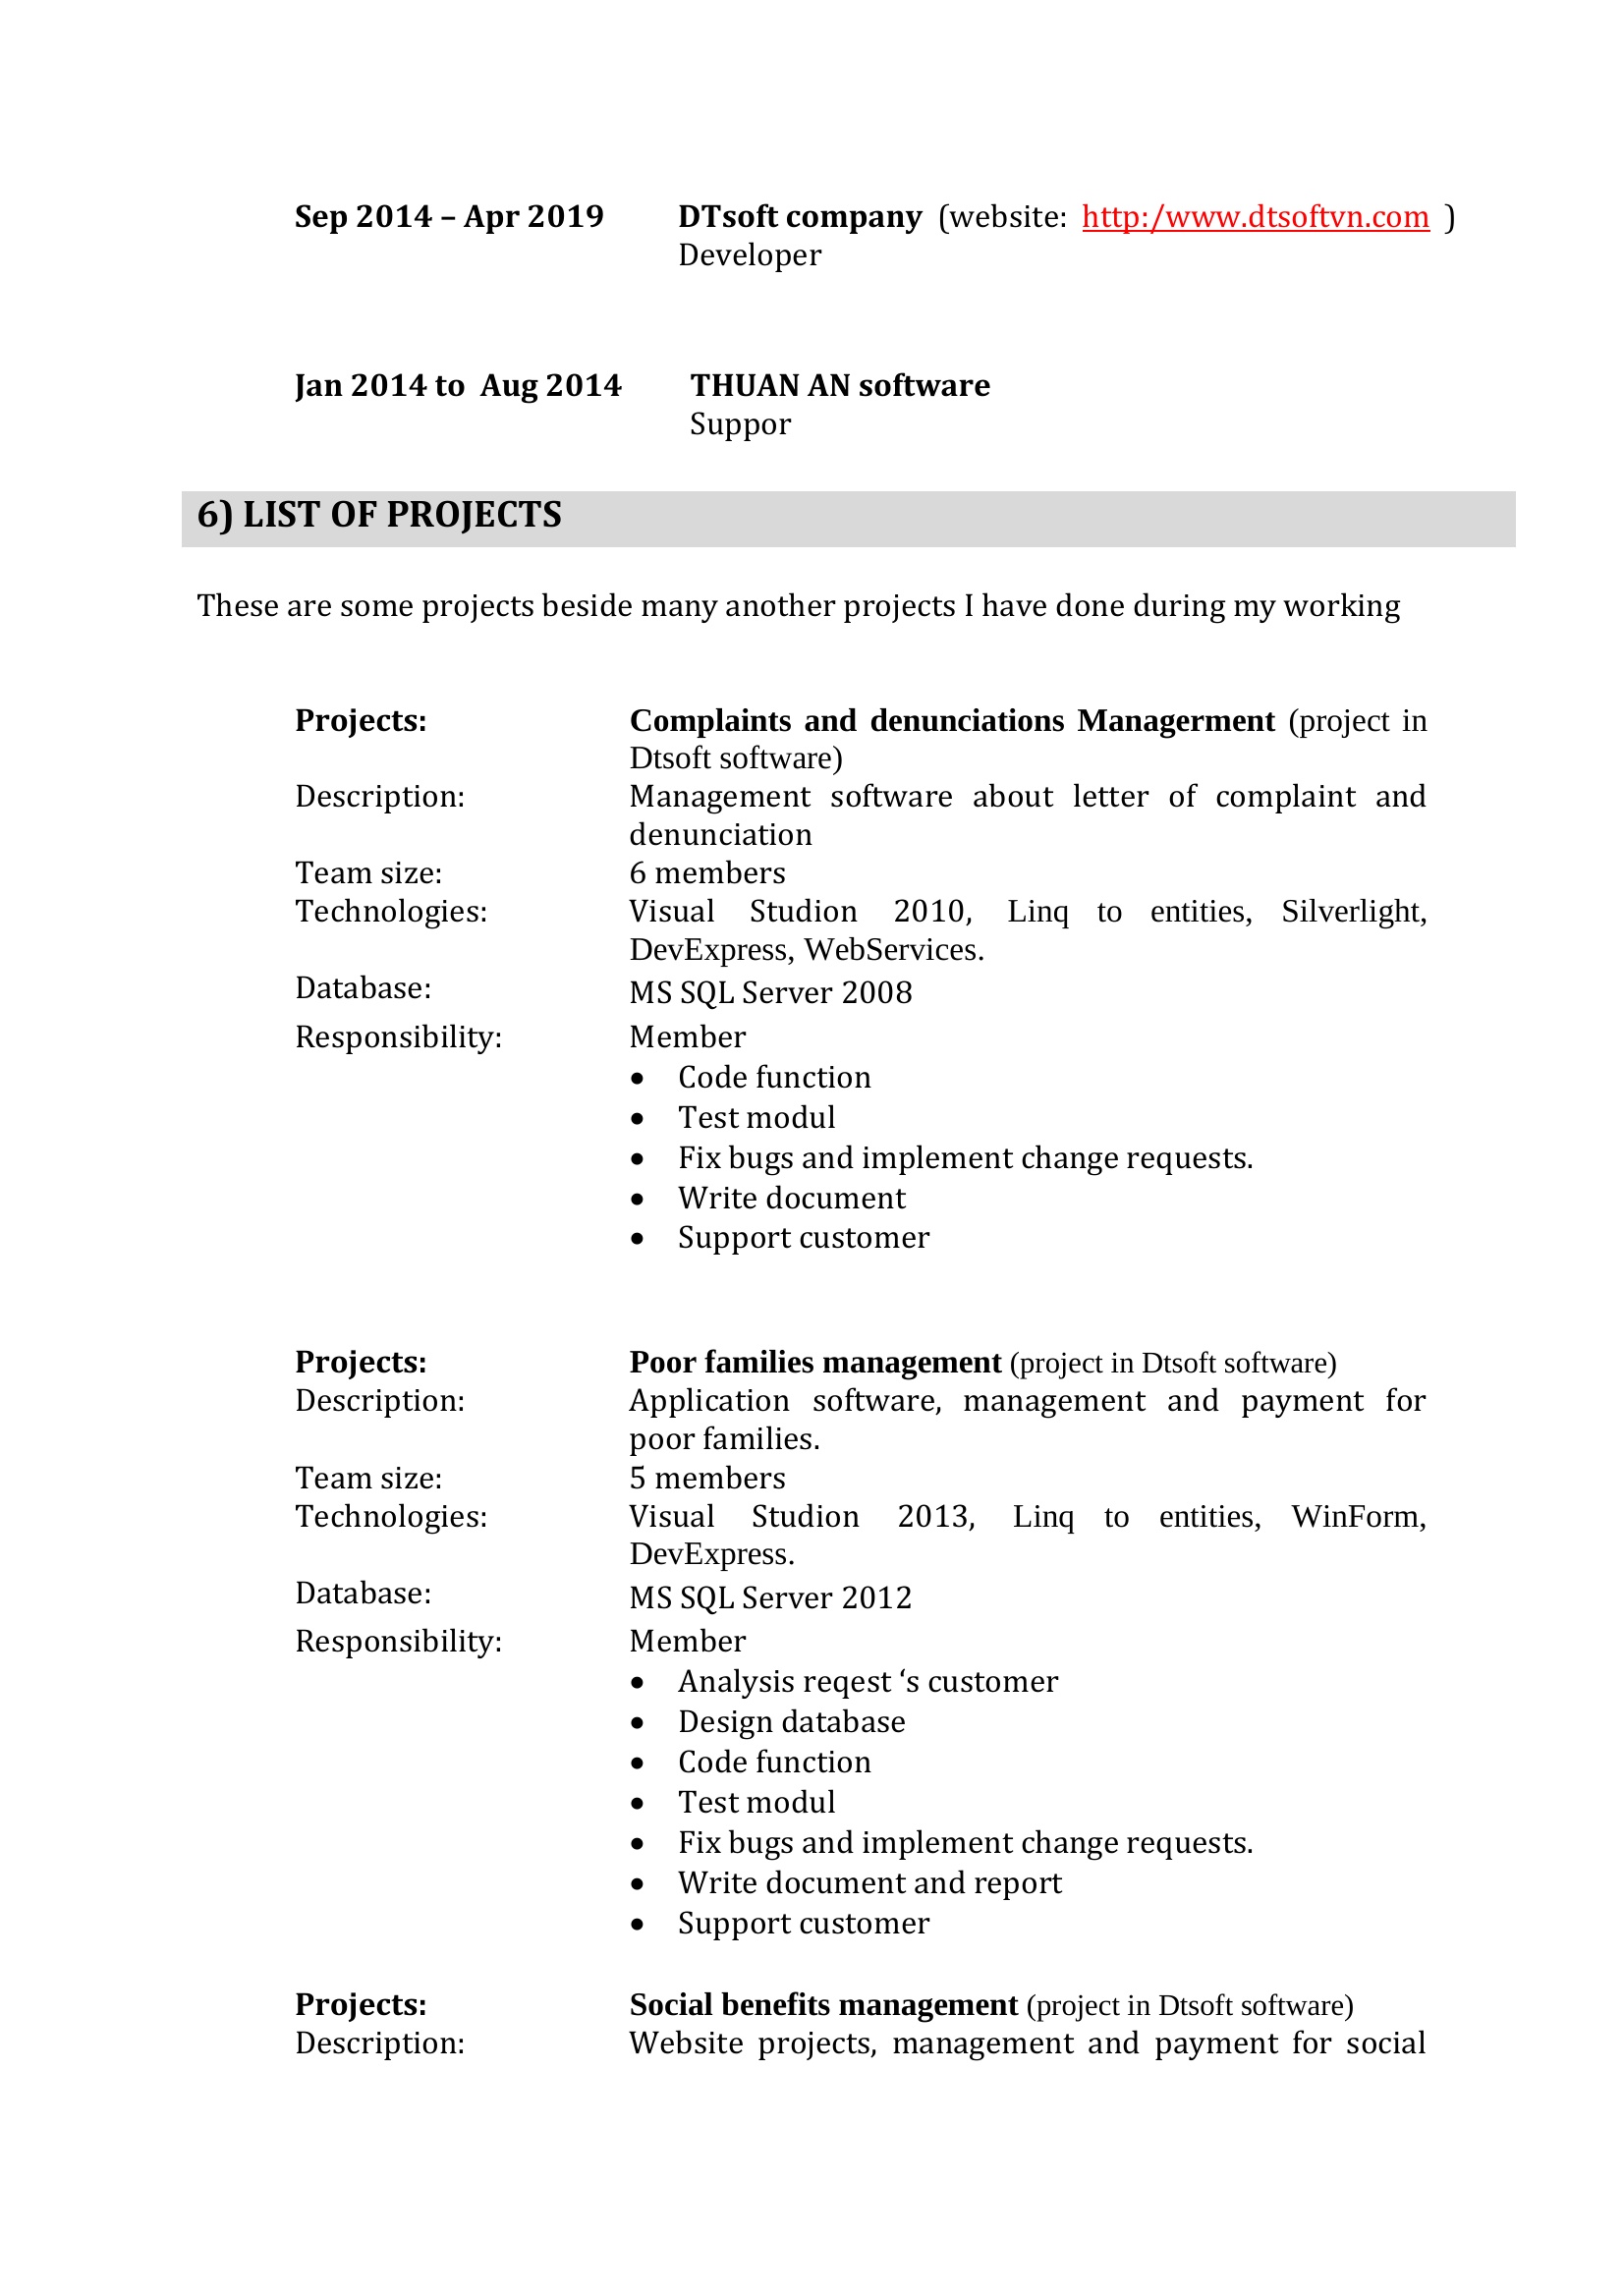 Sep 2014 – Apr 2019 DTsoft company (website: http:/www.dtsoftvn.com )
Developer
Jan 2014 to Aug 2014 THUAN AN software
Suppor
6) LIST OF PROJECTS
These are some projects beside many another projects I have done during my working
Projects: Complaints and denunciations Managerment (project in
Dtsoft software)
Description: Management software about letter of complaint and
denunciation
Team size: 6 members
Technologies: Visual Studion 2010, Linq to entities, Silverlight,
DevExpress, WebServices.
Database: MS SQL Server 2008
Responsibility: Member
• Code function
• Test modul
• Fix bugs and implement change requests.
• Write document
• Support customer
Projects: Poor families management (project in Dtsoft software)
Description: Application software, management and payment for
poor families.
Team size: 5 members
Technologies: Visual Studion 2013, Linq to entities, WinForm,
DevExpress.
Database: MS SQL Server 2012
Responsibility: Member
• Analysis reqest ‘s customer
• Design database
• Code function
• Test modul
• Fix bugs and implement change requests.
• Write document and report
• Support customer
Projects: Social benefits management (project in Dtsoft software)
Description: Website projects, management and payment for social